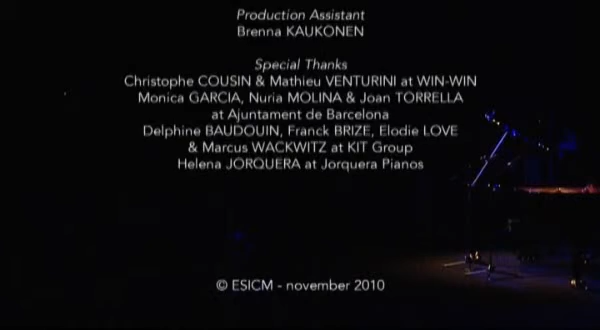 Production Assistant
Brenna KAUKONEN
Special Thanks
Christophe COUSIN & Mathieu VENTURINI at WIN-WIN
Monica GARCIA, Nuria MOLINA & Joan TORRELLA
at Ajuntament de Barcelona
Delphine BAUDOUIN, Franck BRIZE, Elodie LOVE
& Marcus WACKWITZ at KIT Group
Helena JORQUERA at Jorquera Pianos
© ESICM - november 2010